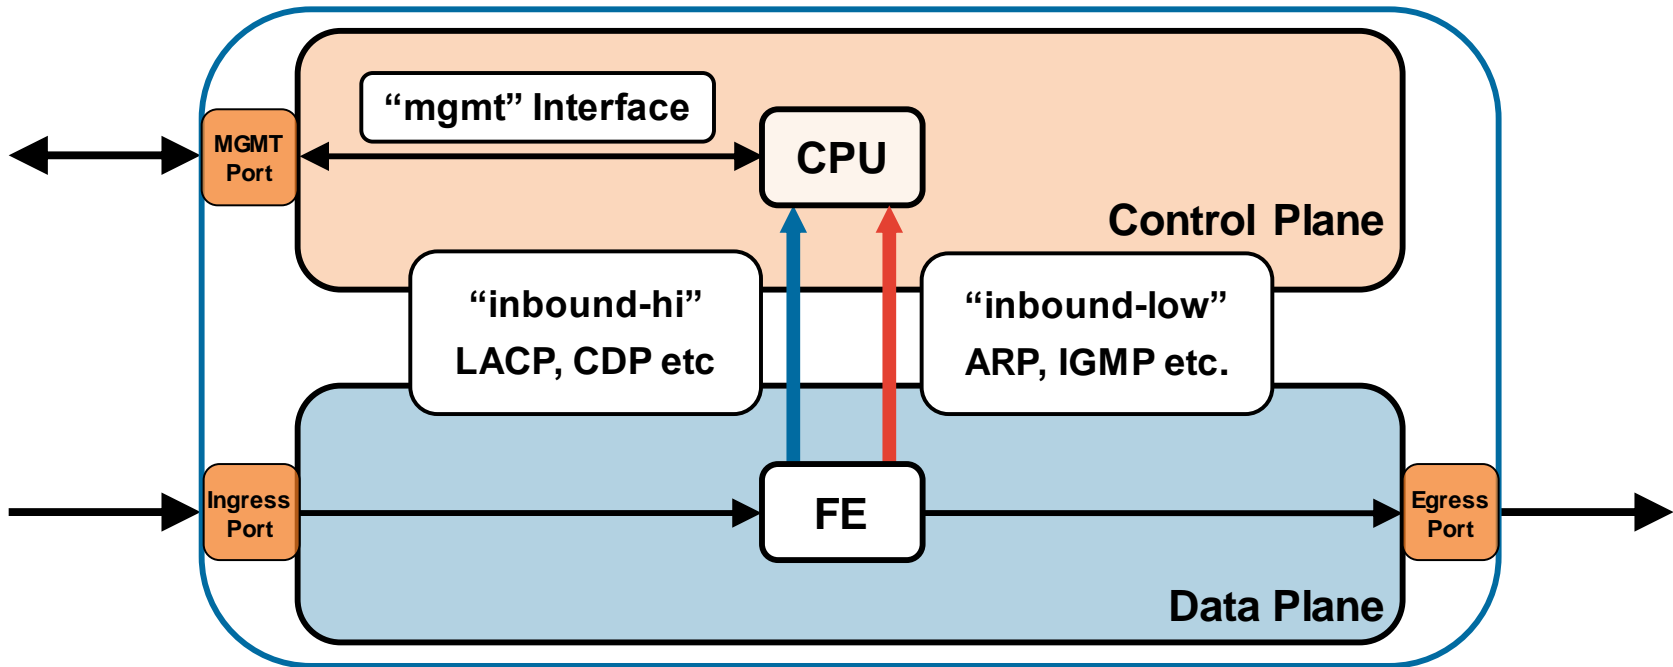 “mgmt” Interface
MGMT
Port
CPU
Control Plane
“inbound-hi”
LACP, CDP etc
“inbound-low”
ARP, IGMP etc.
Ingress
Port
FE
Egress
Port
Data Plane